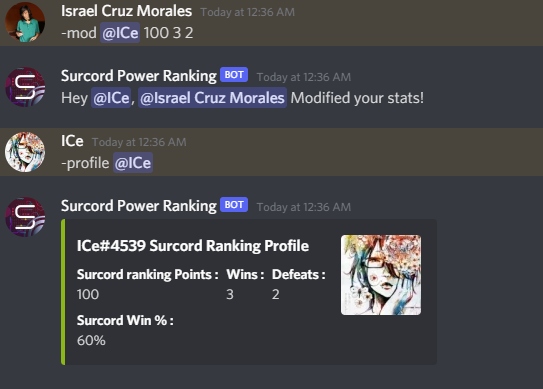 Israel Cruz Morales Today at 12:36 AM
-mod @ICe 100 3 2
Surcord Power Ranking BOT Today at 12:36 AM
Hey @ICe, @Israel Cruz Morales Modified your stats!
ICe Today at 12:36 AM
-profile @ICe
Surcord Power Ranking BOT Today at 12:36 AM
ICe#4539 Surcord Ranking Profile
Surcord ranking Points : Wins : Defeats :
100 3 2
Surcord Win % :
60%